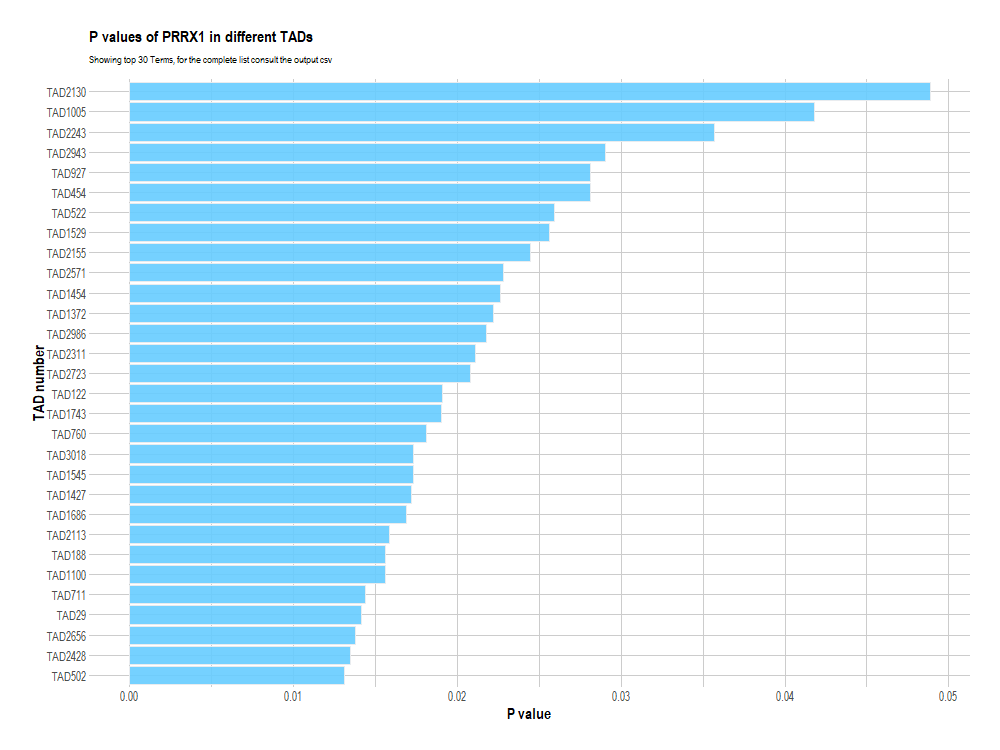 P values of PRRX1 in different TADs
Showing top 30 Terms, for the complete list consult the output csv
TAD2130
TAD1005
TAD2243
TAD2943
TAD927
TAD454
TAD522
TAD1529
TAD2155
TAD2571
TAD1454
TAD1372
TAD2986
TAD2311
TAD2723
TAD122
TAD1743
TAD760
TAD3018
TAD1545
TAD1427
TAD1686
TAD2113
TAD188
TAD1100
TAD711
TAD29
TAD2656
TAD2428
TAD502
TAD number
0.00 0.01 0.02 0.03 0.04 0.05
P value